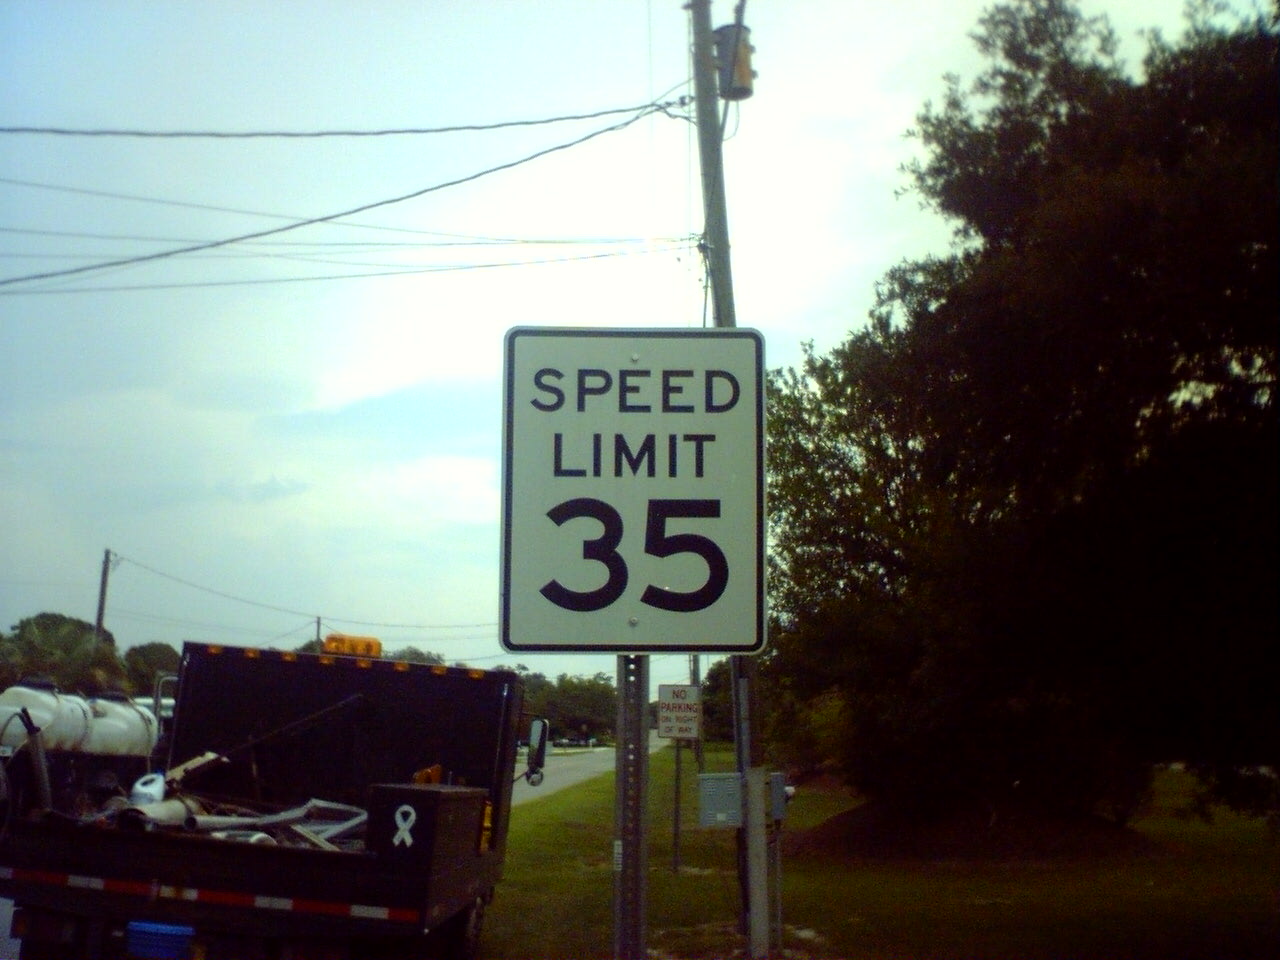 SPEED
LIMIT
35
NO
PARKING
ON RIGHT
OF WAY